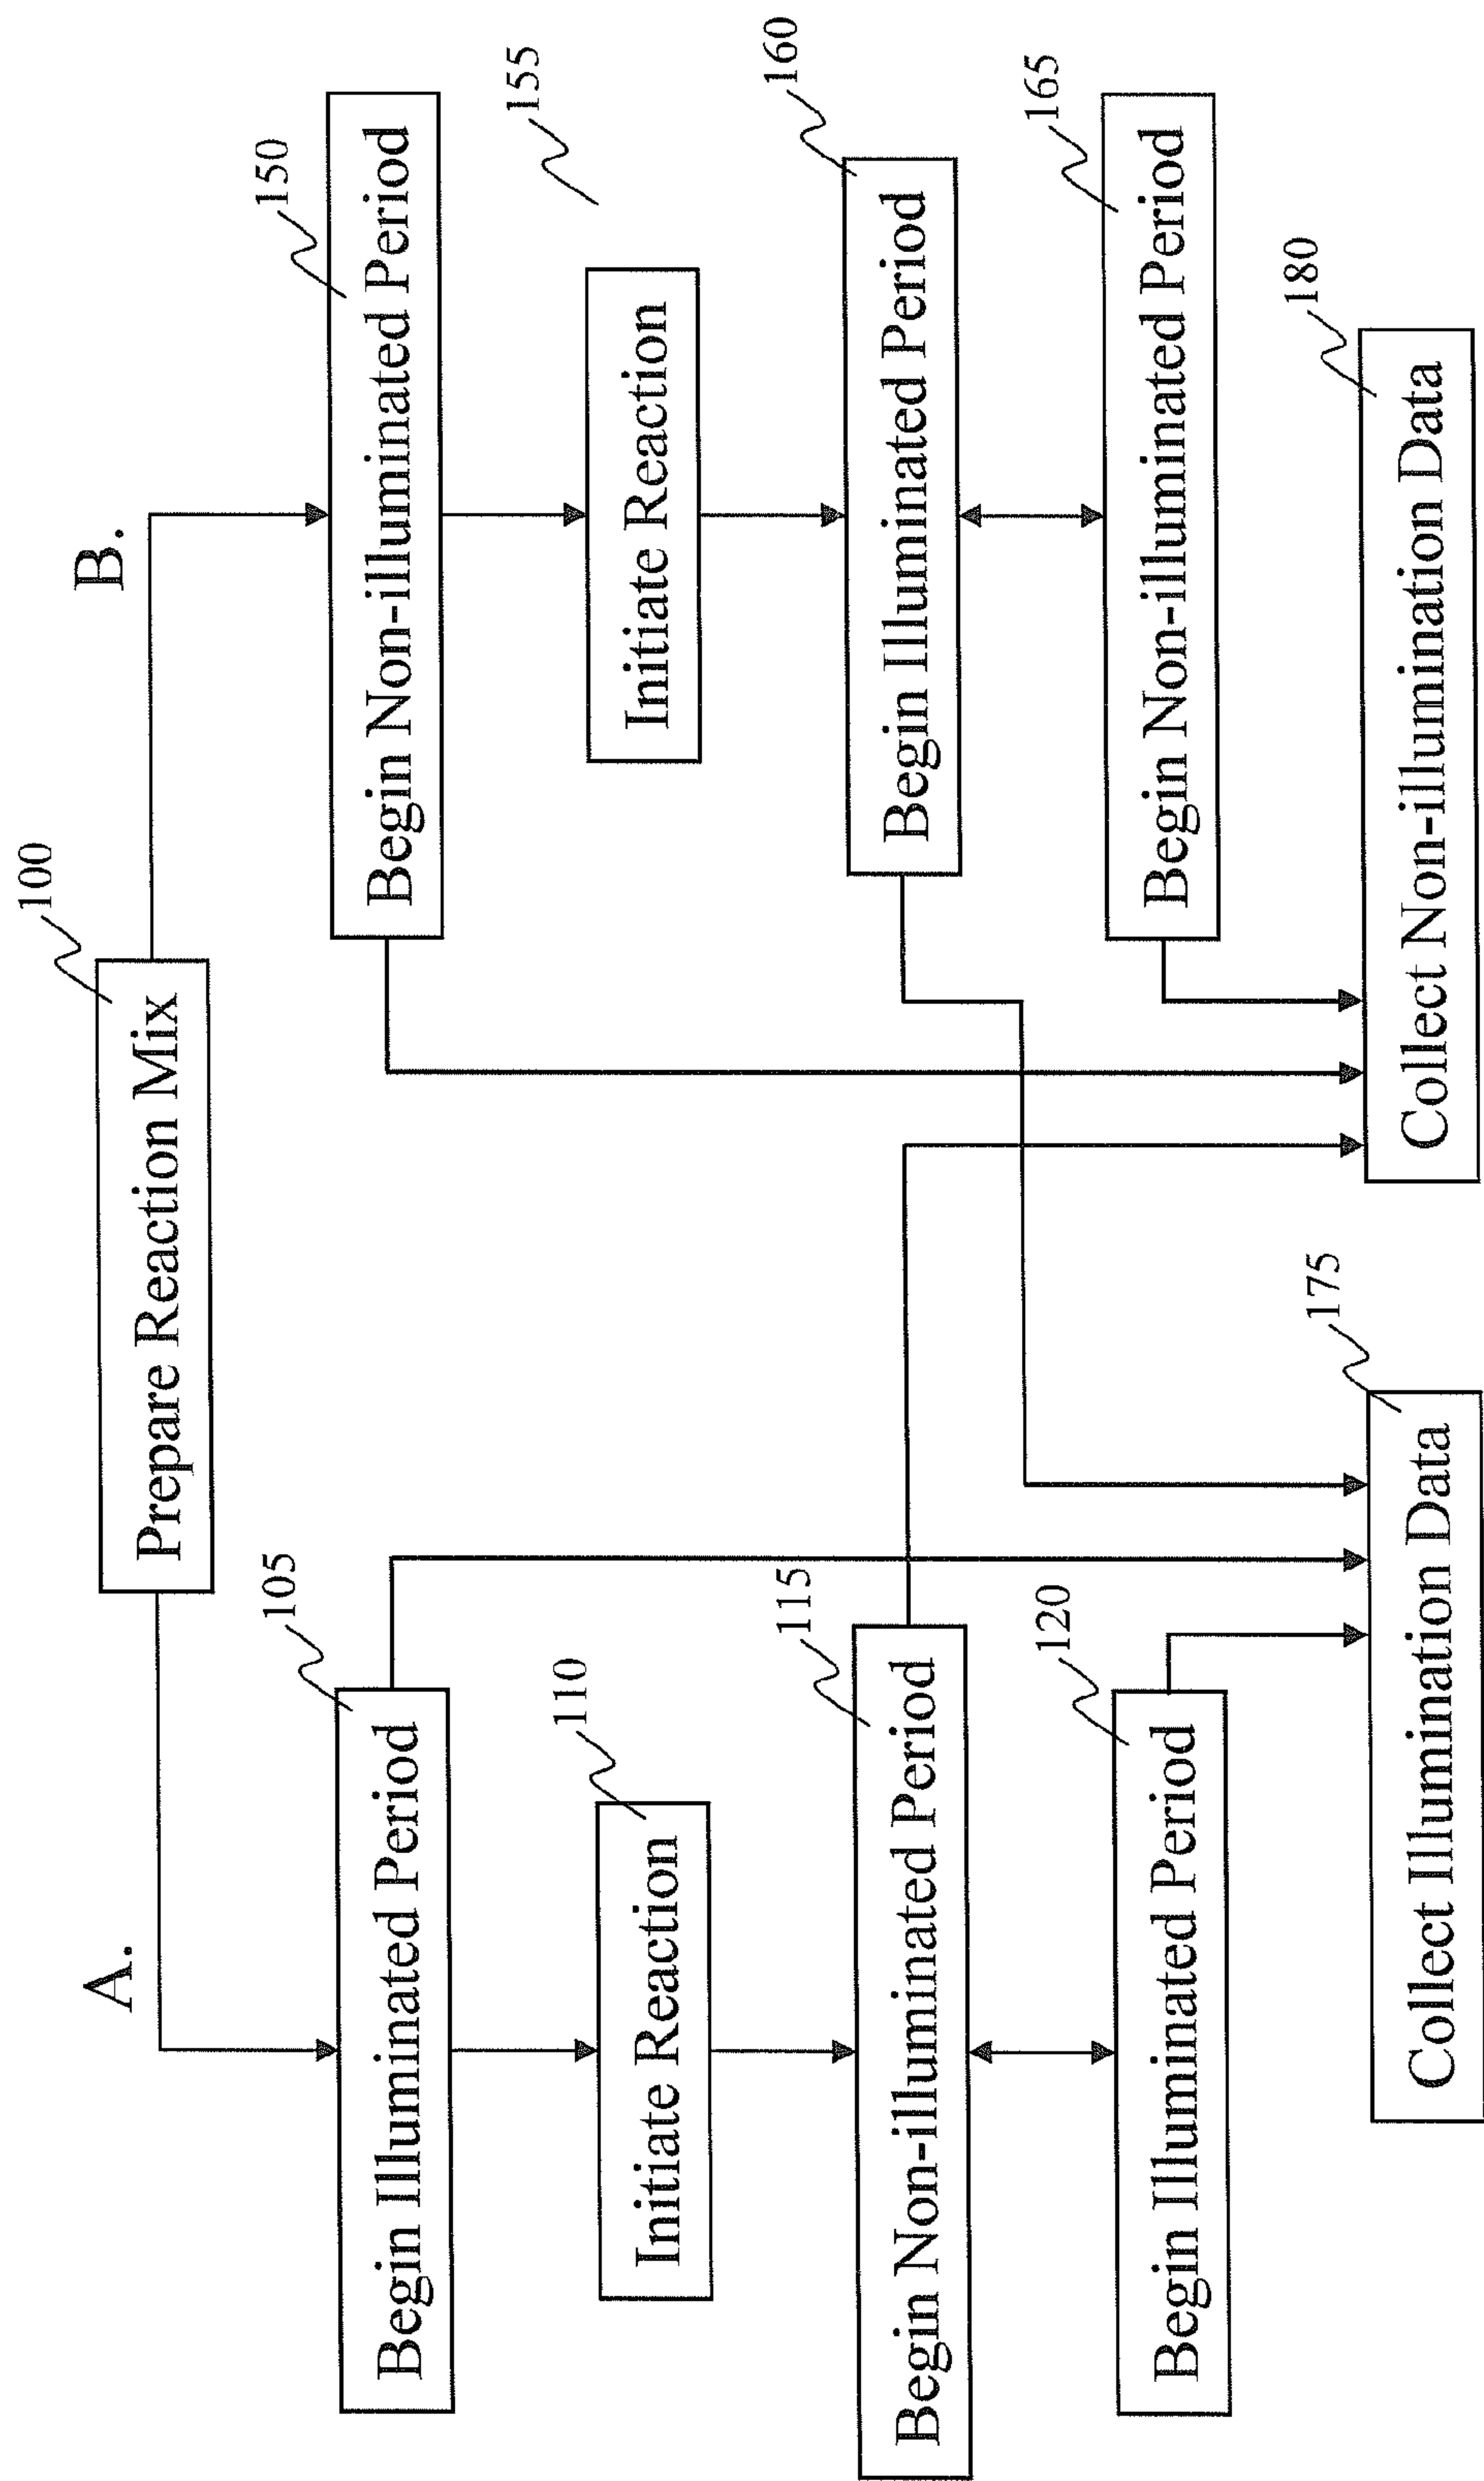 100
Prepare Reaction Mix
A.
B.
105
Begin Illuminated Period
150
Begin Non-illuminated Period
110
Initiate Reaction
155
Initiate Reaction
115
Begin Non-illuminated Period
160
Begin Illuminated Period
120
Begin Illuminated Period
165
Begin Non-illuminated Period
175
Collect Illumination Data
180
Collect Non-illumination Data